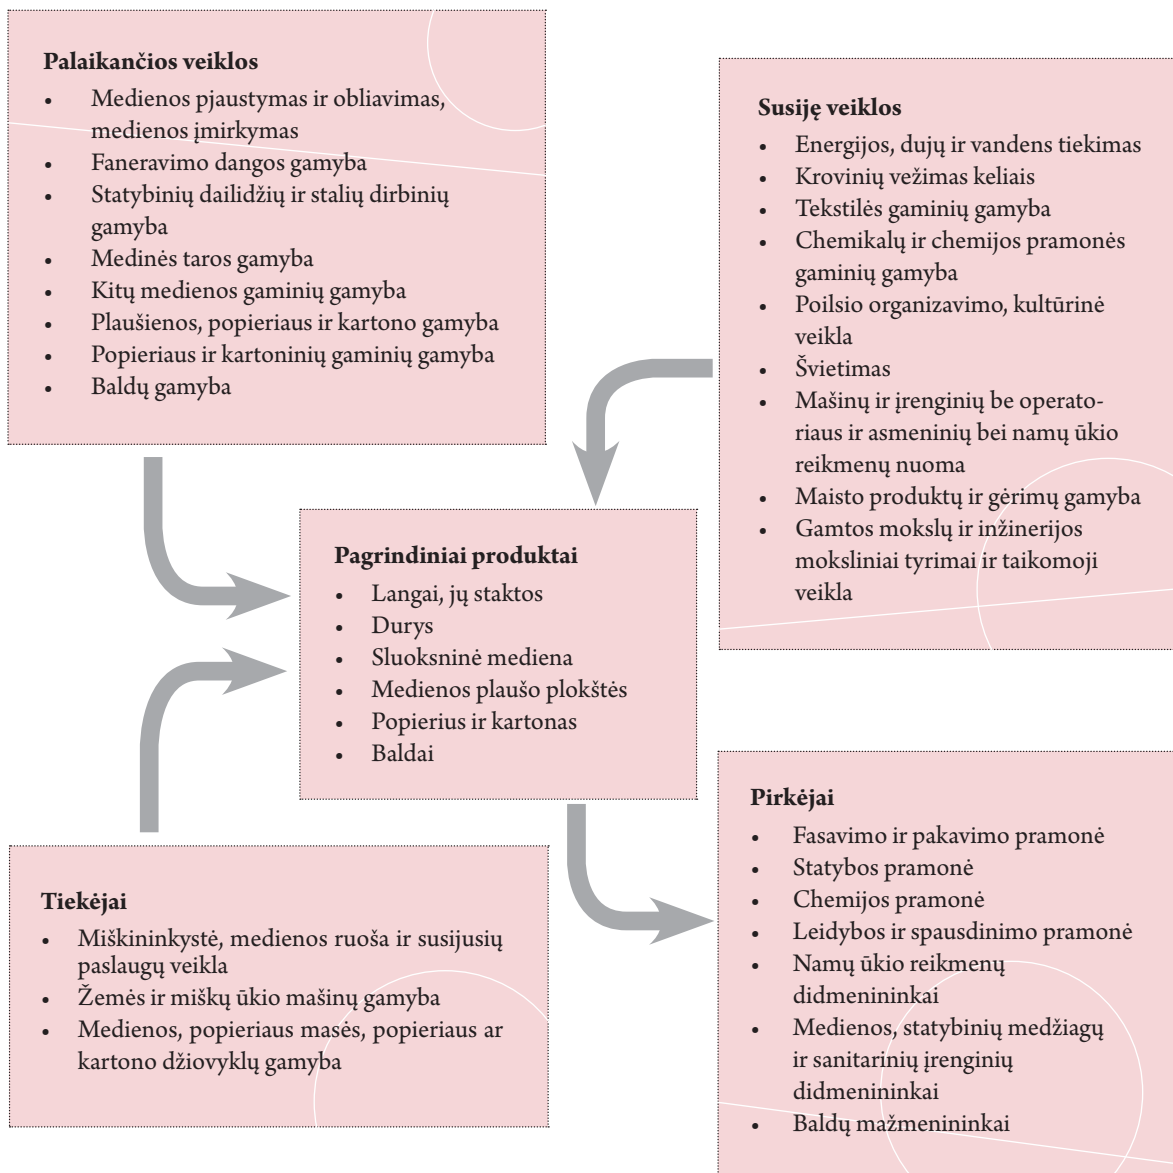 Palaikančios veiklos
• Medienos pjaustymas ir obliavimas,
medienos įmirkymas
• Faneravimo dangos gamyba
• Statybinių dailidžių ir stalių dirbinių
gamyba
• Medinės taros gamyba
• Kitų medienos gaminių gamyba
• Plaušienos, popieriaus ir kartono gamyba
• Popieriaus ir kartoninių gaminių gamyba
• Baldų gamyba
Susiję veiklos
• Energijos, dujų ir vandens tiekimas
• Krovinių vežimas keliais
• Tekstilės gaminių gamyba
• Chemikalų ir chemijos pramonės
gaminių gamyba
• Poilsio organizavimo, kultūrinė
veikla
• Švietimas
• Mašinų ir įrenginių be operato-
riaus ir asmeninių bei namų ūkio
reikmenų nuoma
• Maisto produktų ir gėrimų gamyba
• Gamtos mokslų ir inžinerijos
moksliniai tyrimai ir taikomoji
veikla
Pagrindiniai produktai
• Langai, jų staktos
• Durys
• Sluoksninė mediena
• Medienos plaušo plokštės
• Popierius ir kartonas
• Baldai
Tiekėjai
• Miškininkystė, medienos ruoša ir susijusių
paslaugų veikla
• Žemės ir miškų ūkio mašinų gamyba
• Medienos, popieriaus masės, popieriaus ar
kartono džiovyklų gamyba
Pirkėjai
• Fasavimo ir pakavimo pramonė
• Statybos pramonė
• Chemijos pramonė
• Leidybos ir spausdinimo pramonė
• Namų ūkio reikmenų
didmenininkai
• Medienos, statybinių medžiagų
ir sanitarinių įrenginių
didmenininkai
• Baldų mažmenininkai